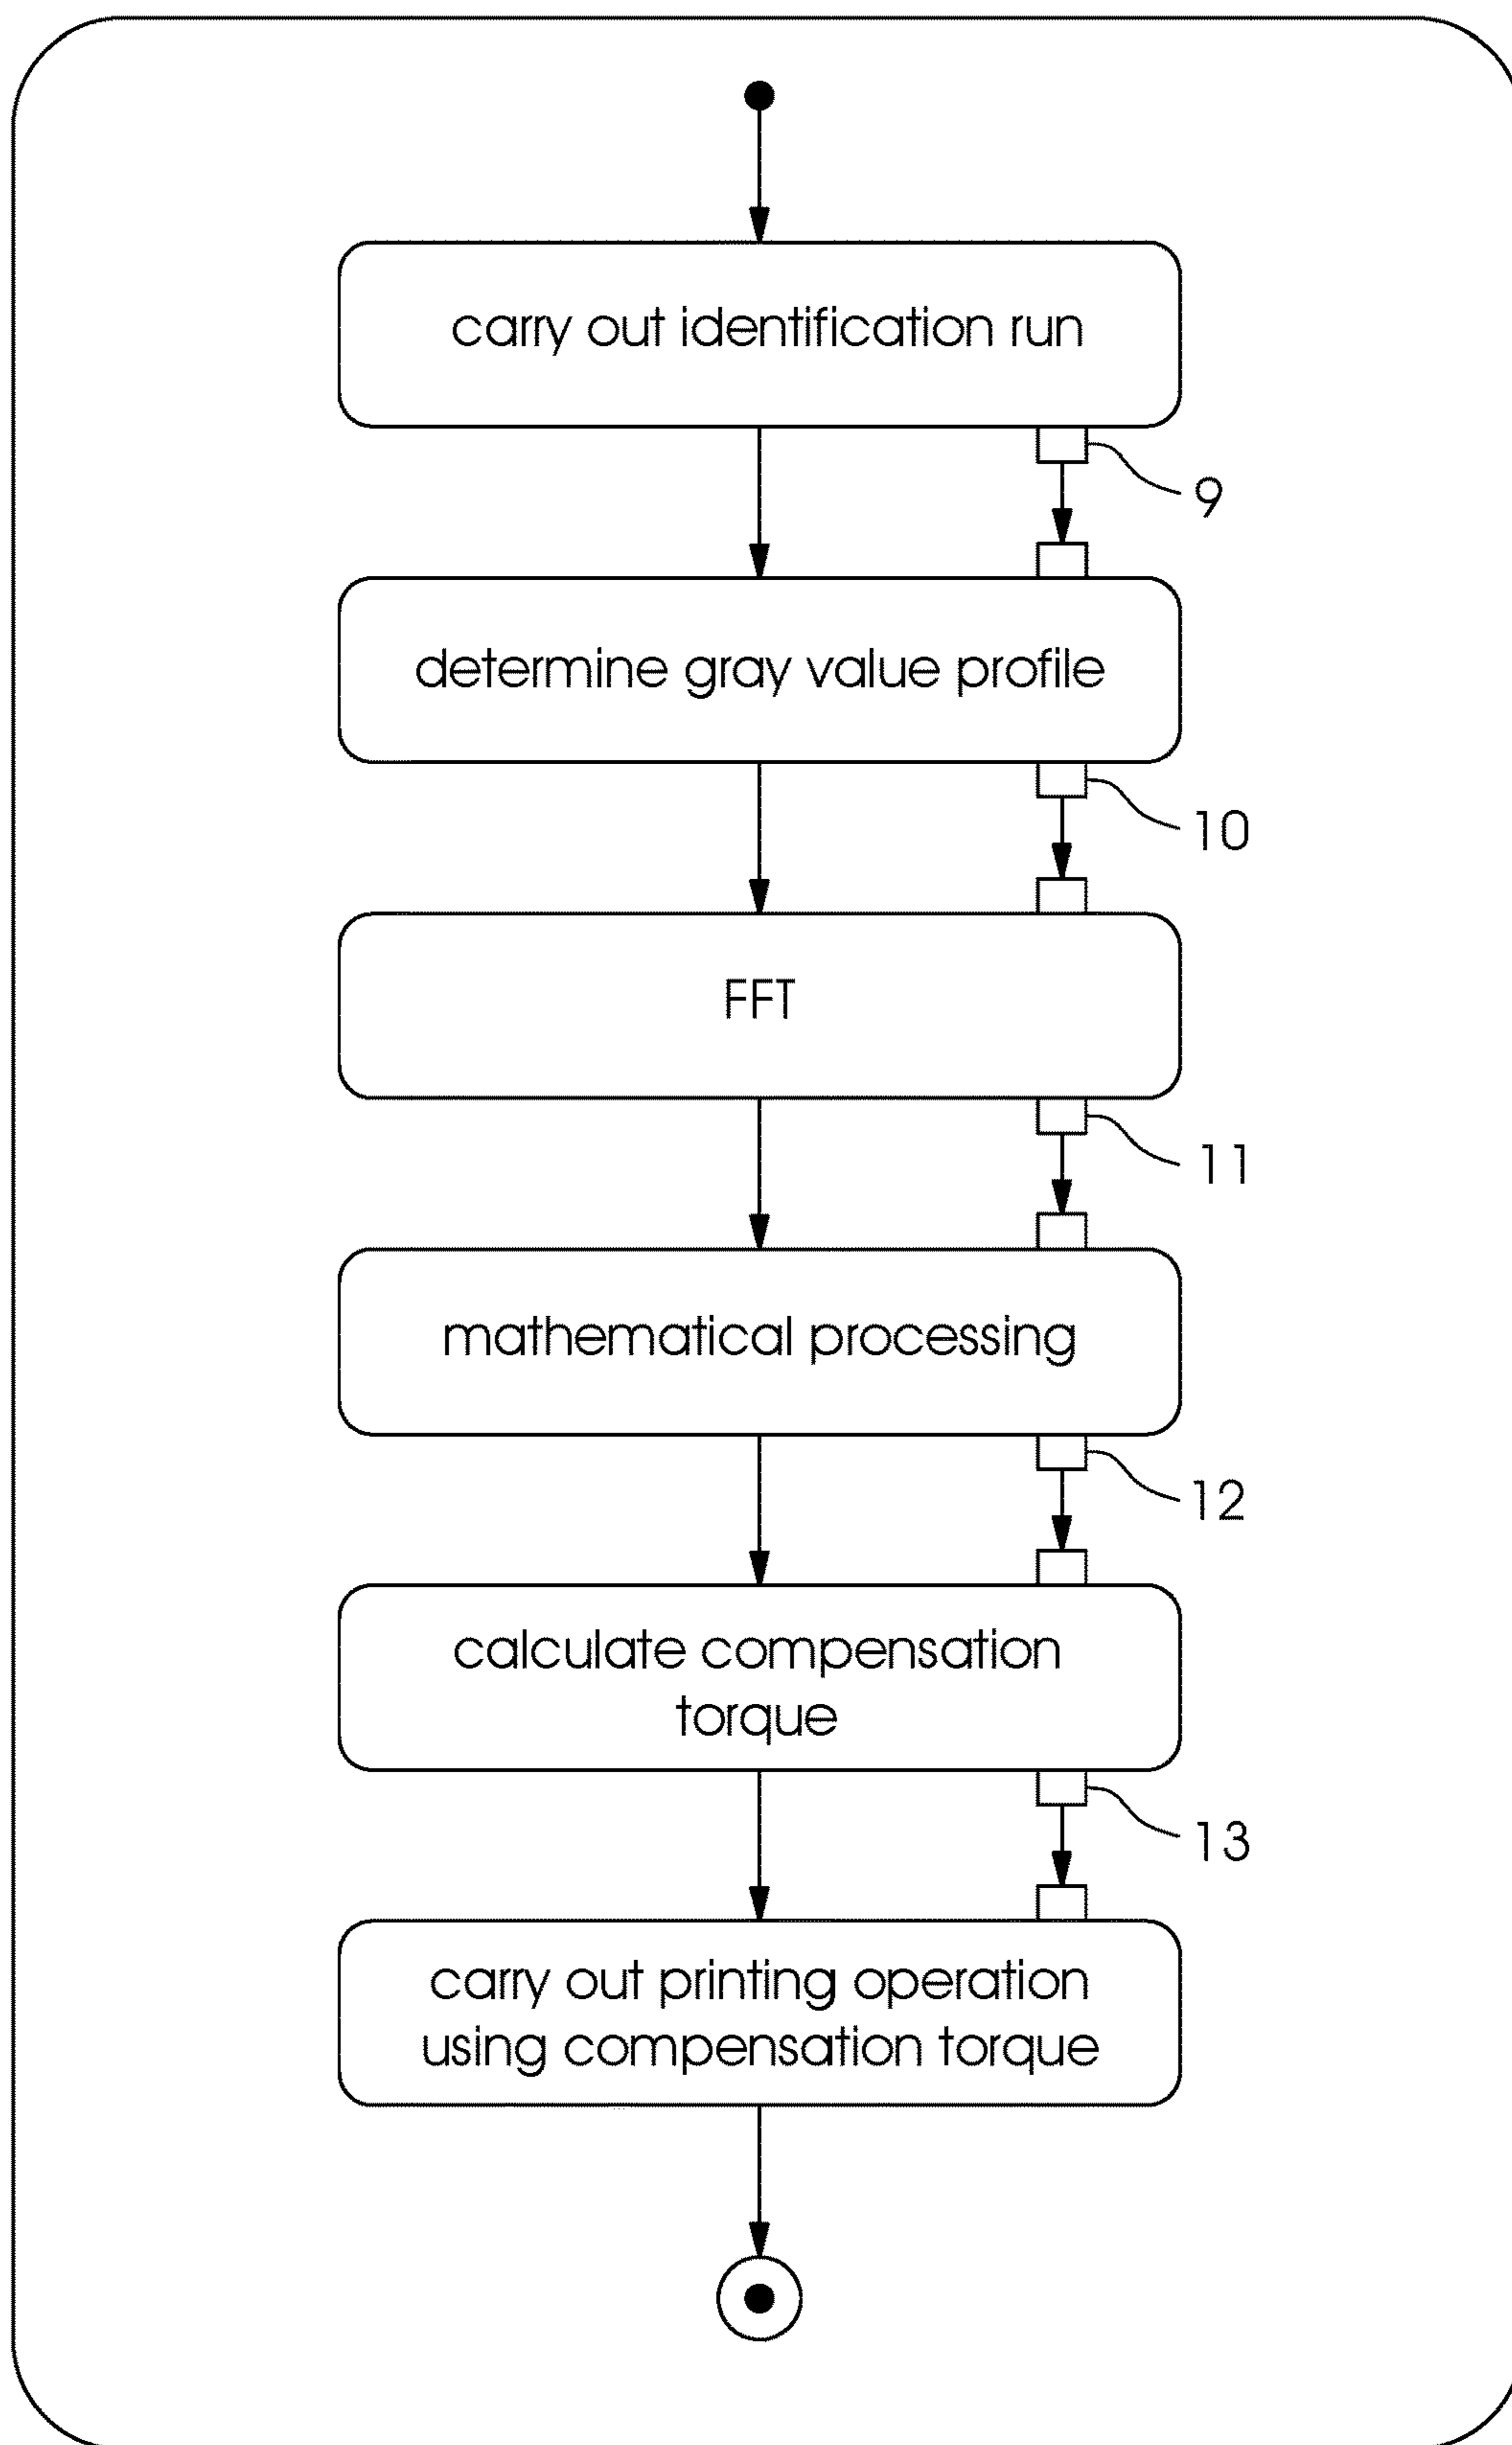 carry out identification run
9
determine gray value profile
10
FFT
11
mathematical processing
12
calculate compensation
torque
13
carry out printing operation
using compensation torque